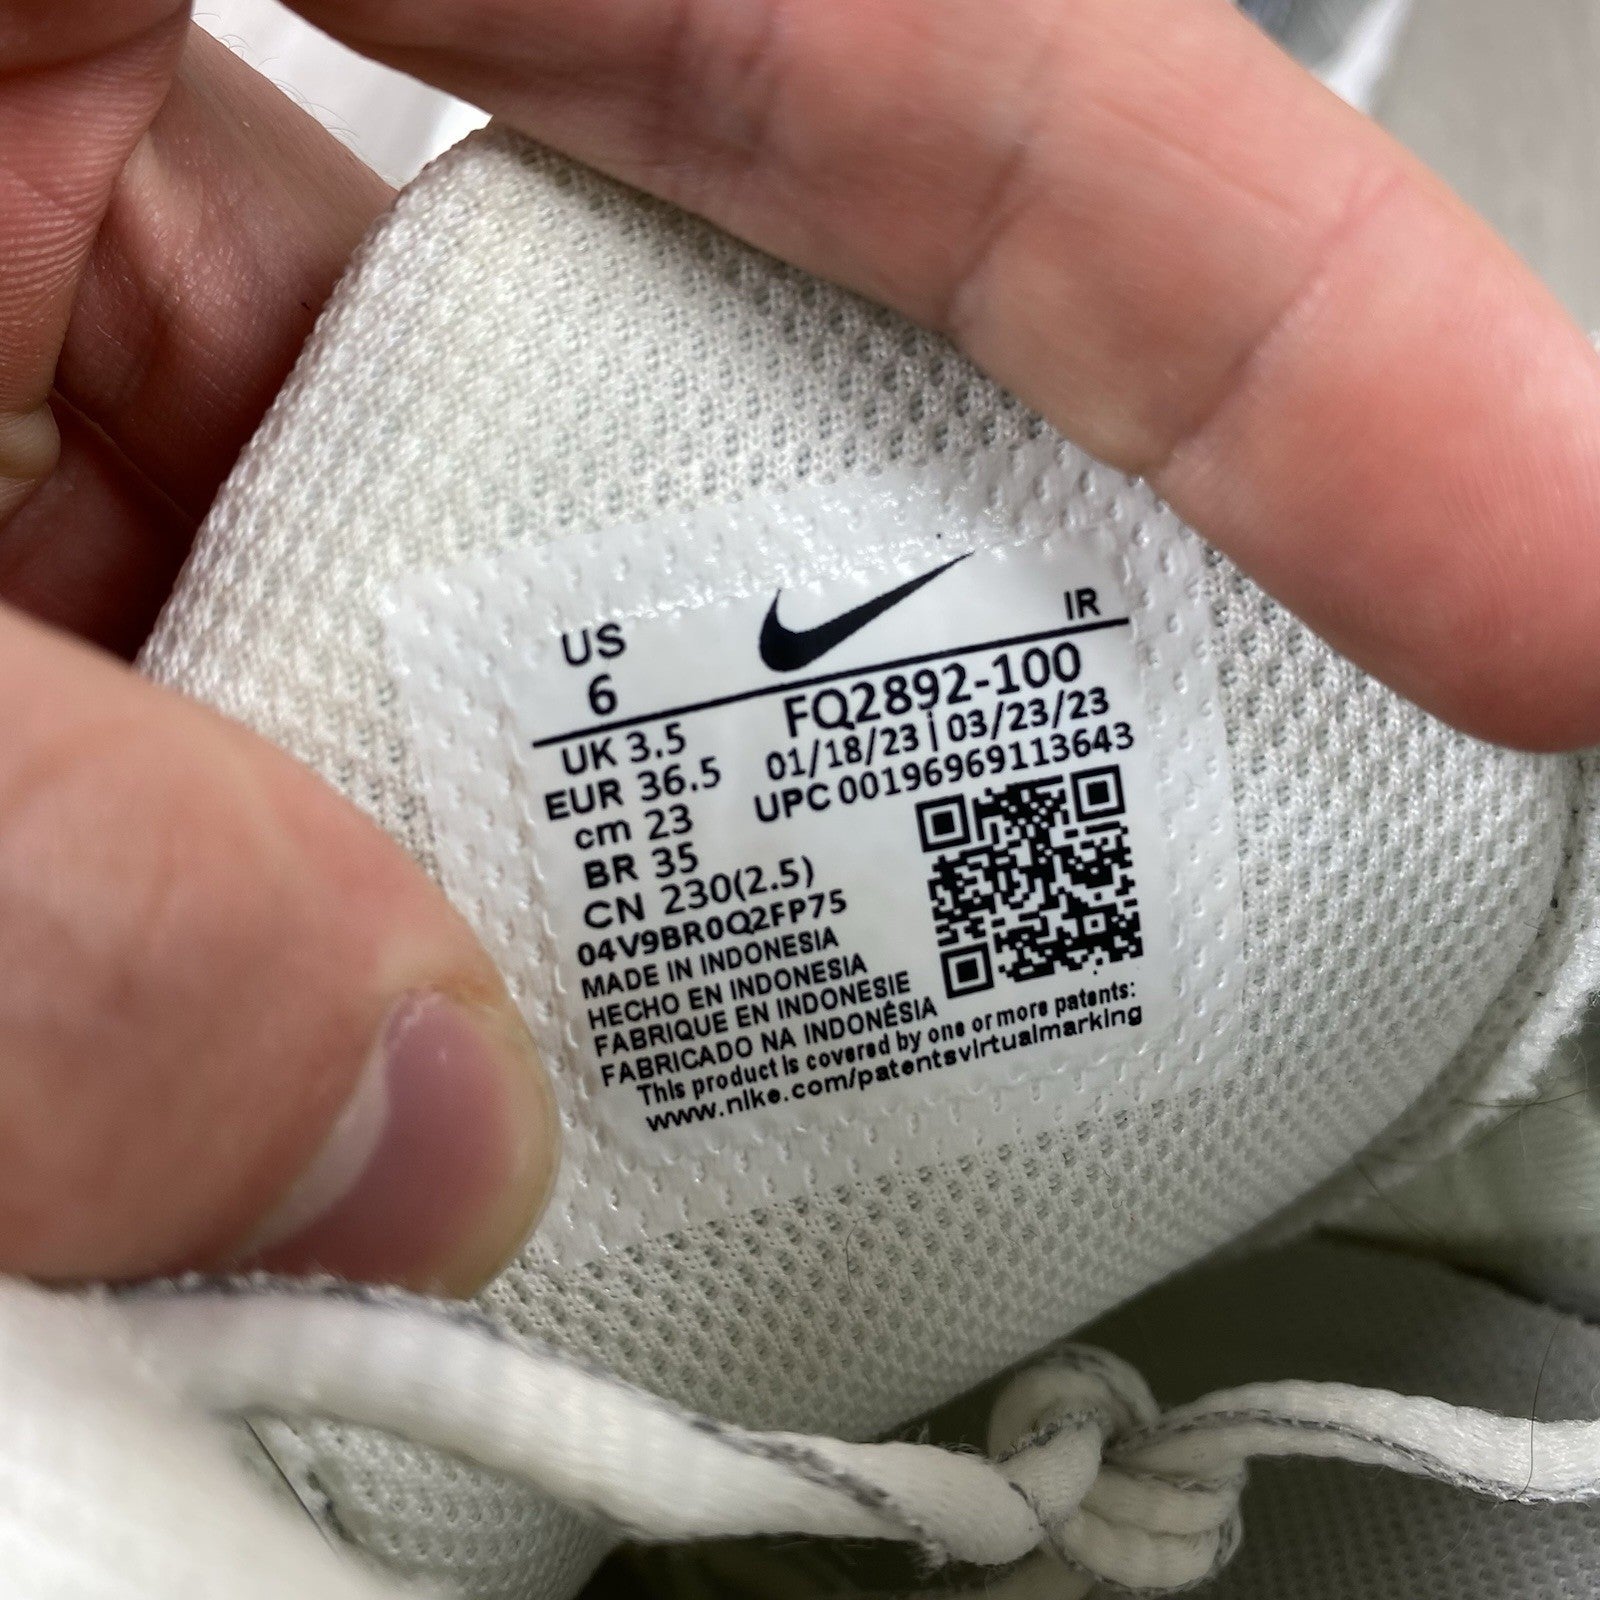 US
6
IR
FQ2892-100
01/18/23 | 03/23/23
UPC 00196969113643
UK 3.5
EUR 36.5
cm 23
BR 35
CN 230(2.5)
04V9BR0Q2FP75
MADE IN INDONESIA
HECHO EN INDONESIA
FABRIQUE EN INDONESIE
FABRICADO NA INDONÉSIA
This product is covered by one or more patents:
www.nike.com/patentsvirtualmarking